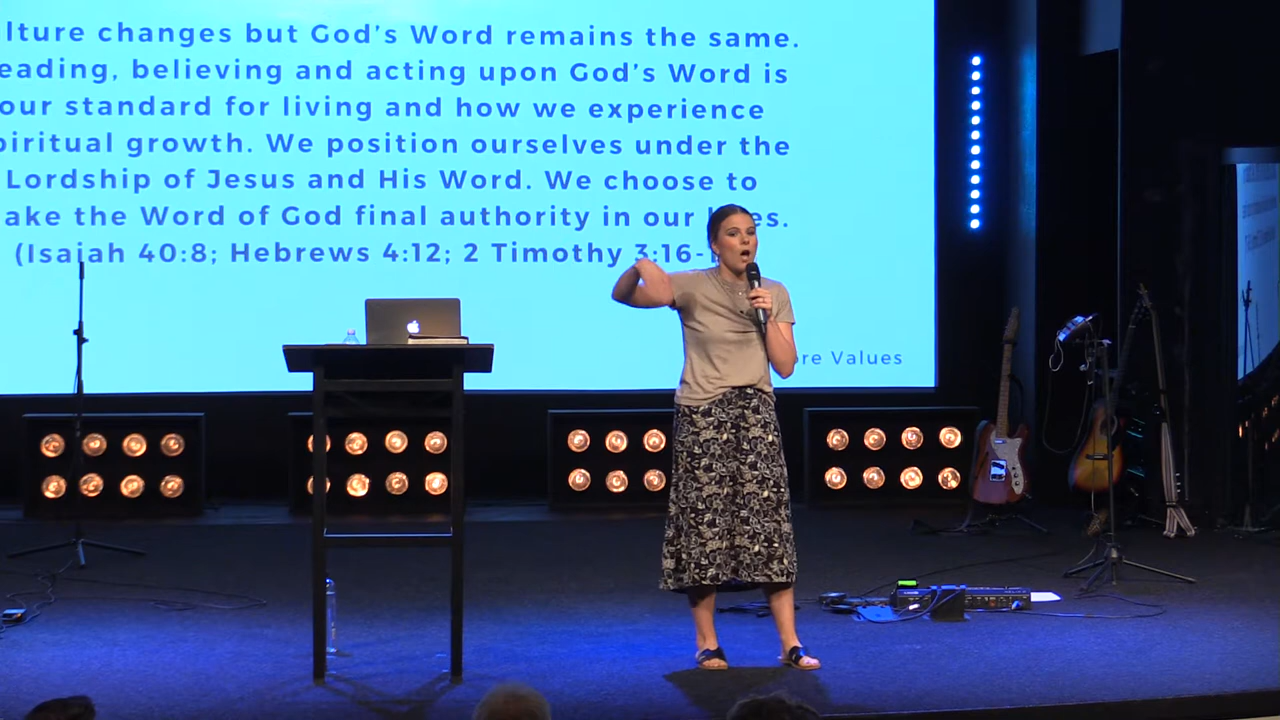 lture changes but God's Word remains the same.
eading, believing and acting upon God's Word is
our standard for living and how we experience
piritual growth. We position ourselves under the
Lordship of Jesus and His Word. We choose to
ake the Word of God final authority in our l es.
(Isaiah 40:8; Hebrews 4:12; 2 Timothy 3:16-1
ore Values